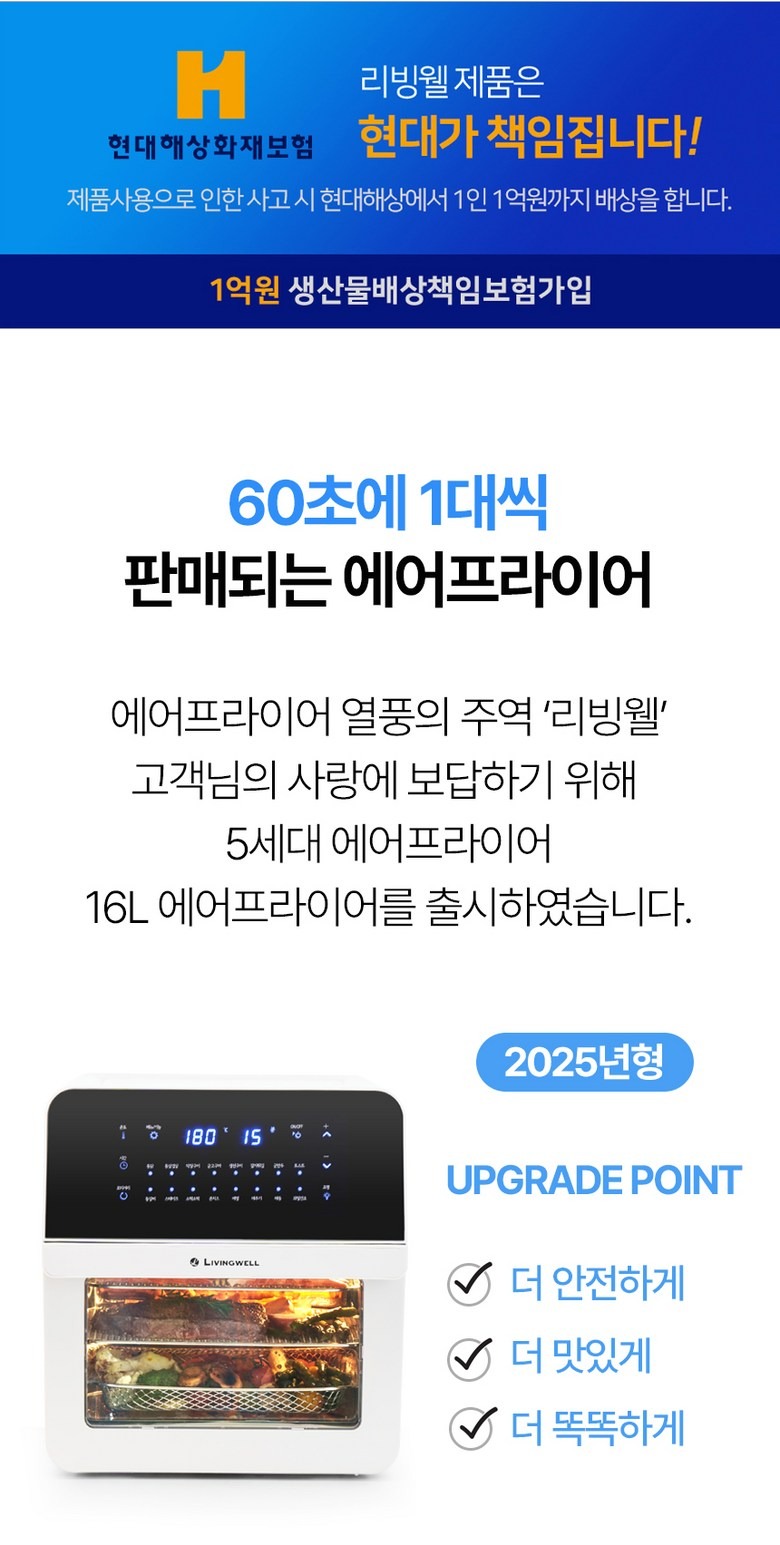 현대해상화재보험
리빙웰 제품은
현대가 책임집니다!
제품사용으로 인한 사고 시 현대해상에서 1인 1억원까지 배상을 합니다.
1억원 생산물배상책임보험가입
60초에 1대씩
판매되는 에어프라이어
에어프라이어 열풍의 주역 ‘리빙웰’
고객님의 사랑에 보답하기 위해
5세대 에어프라이어
16L 에어프라이어를 출시하였습니다.
2025년형
UPGRADE POINT
더 안전하게
더 맛있게
더 똑똑하게
180 15
LIVINGWELL